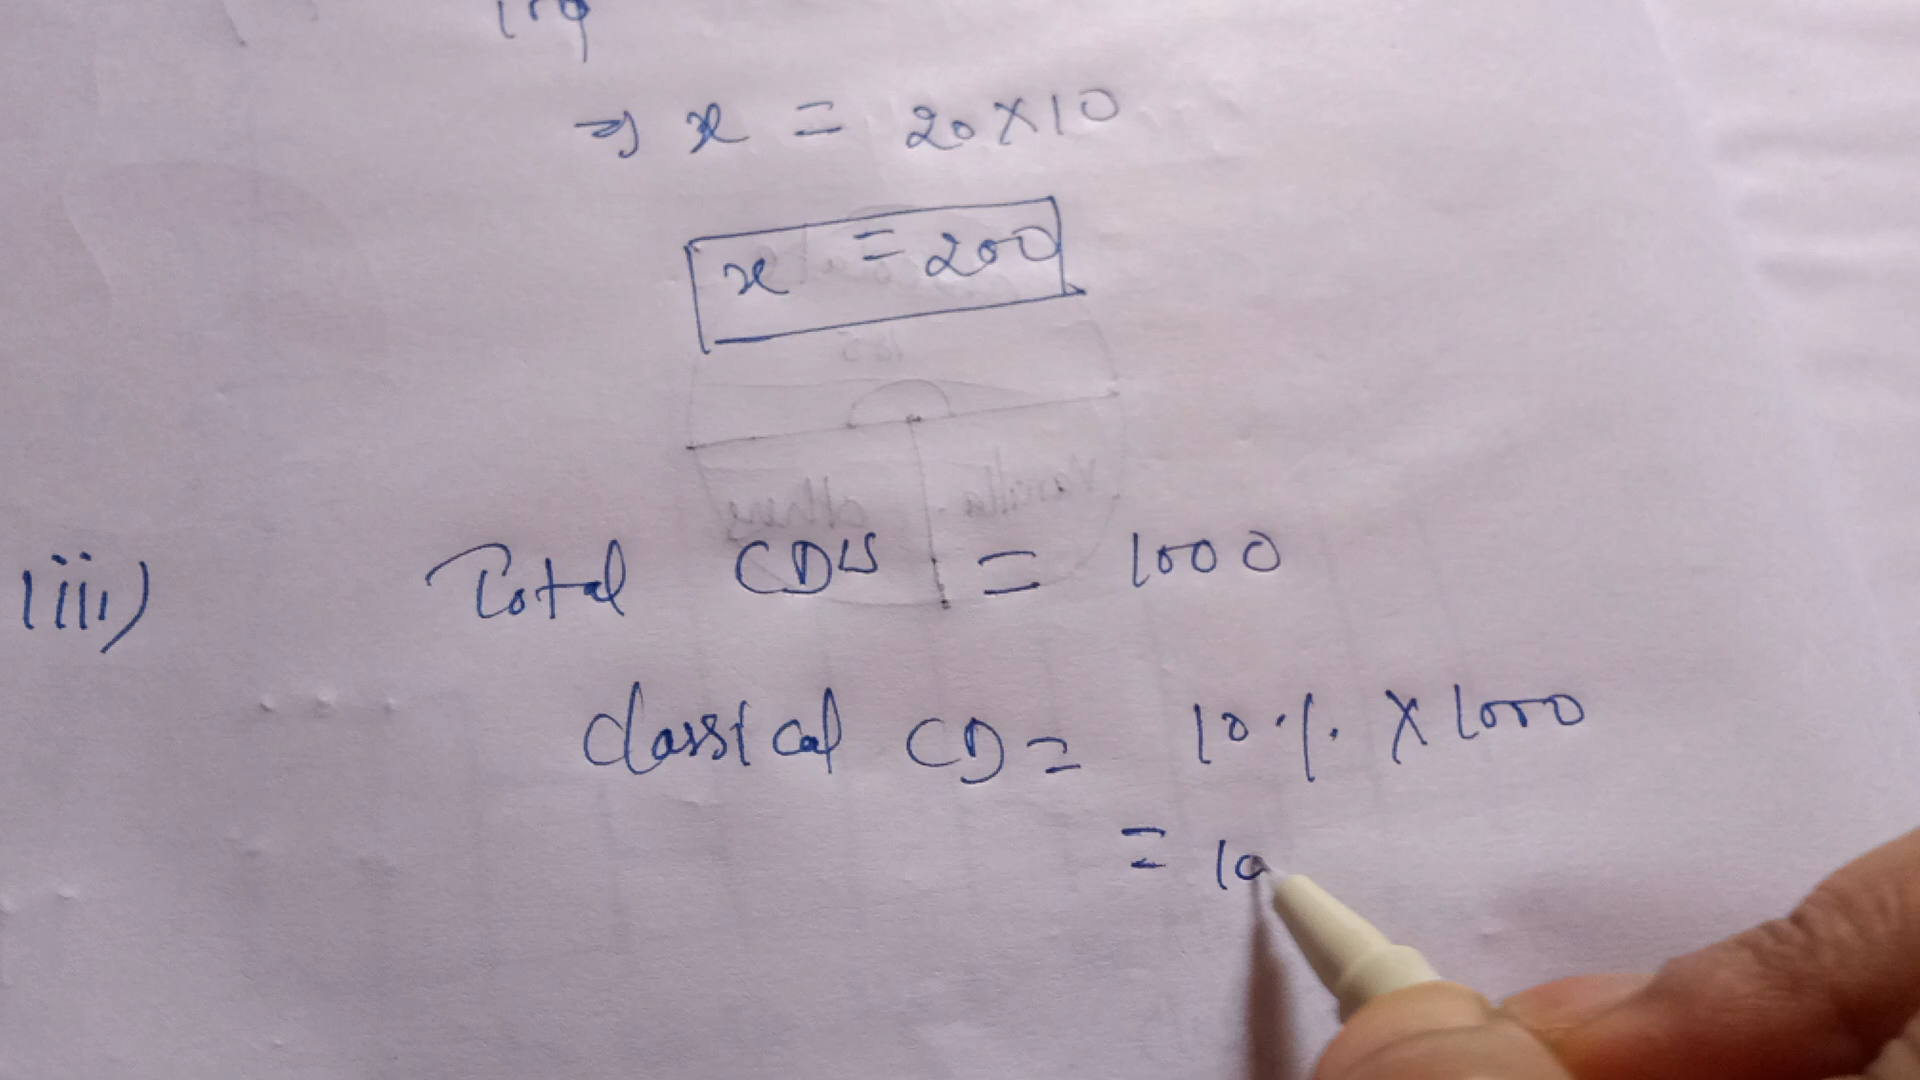 ⇒ x = 20×10
x = 200
(iii) Total CD's = 1000
Classical CD = 10% × 1000
= 10